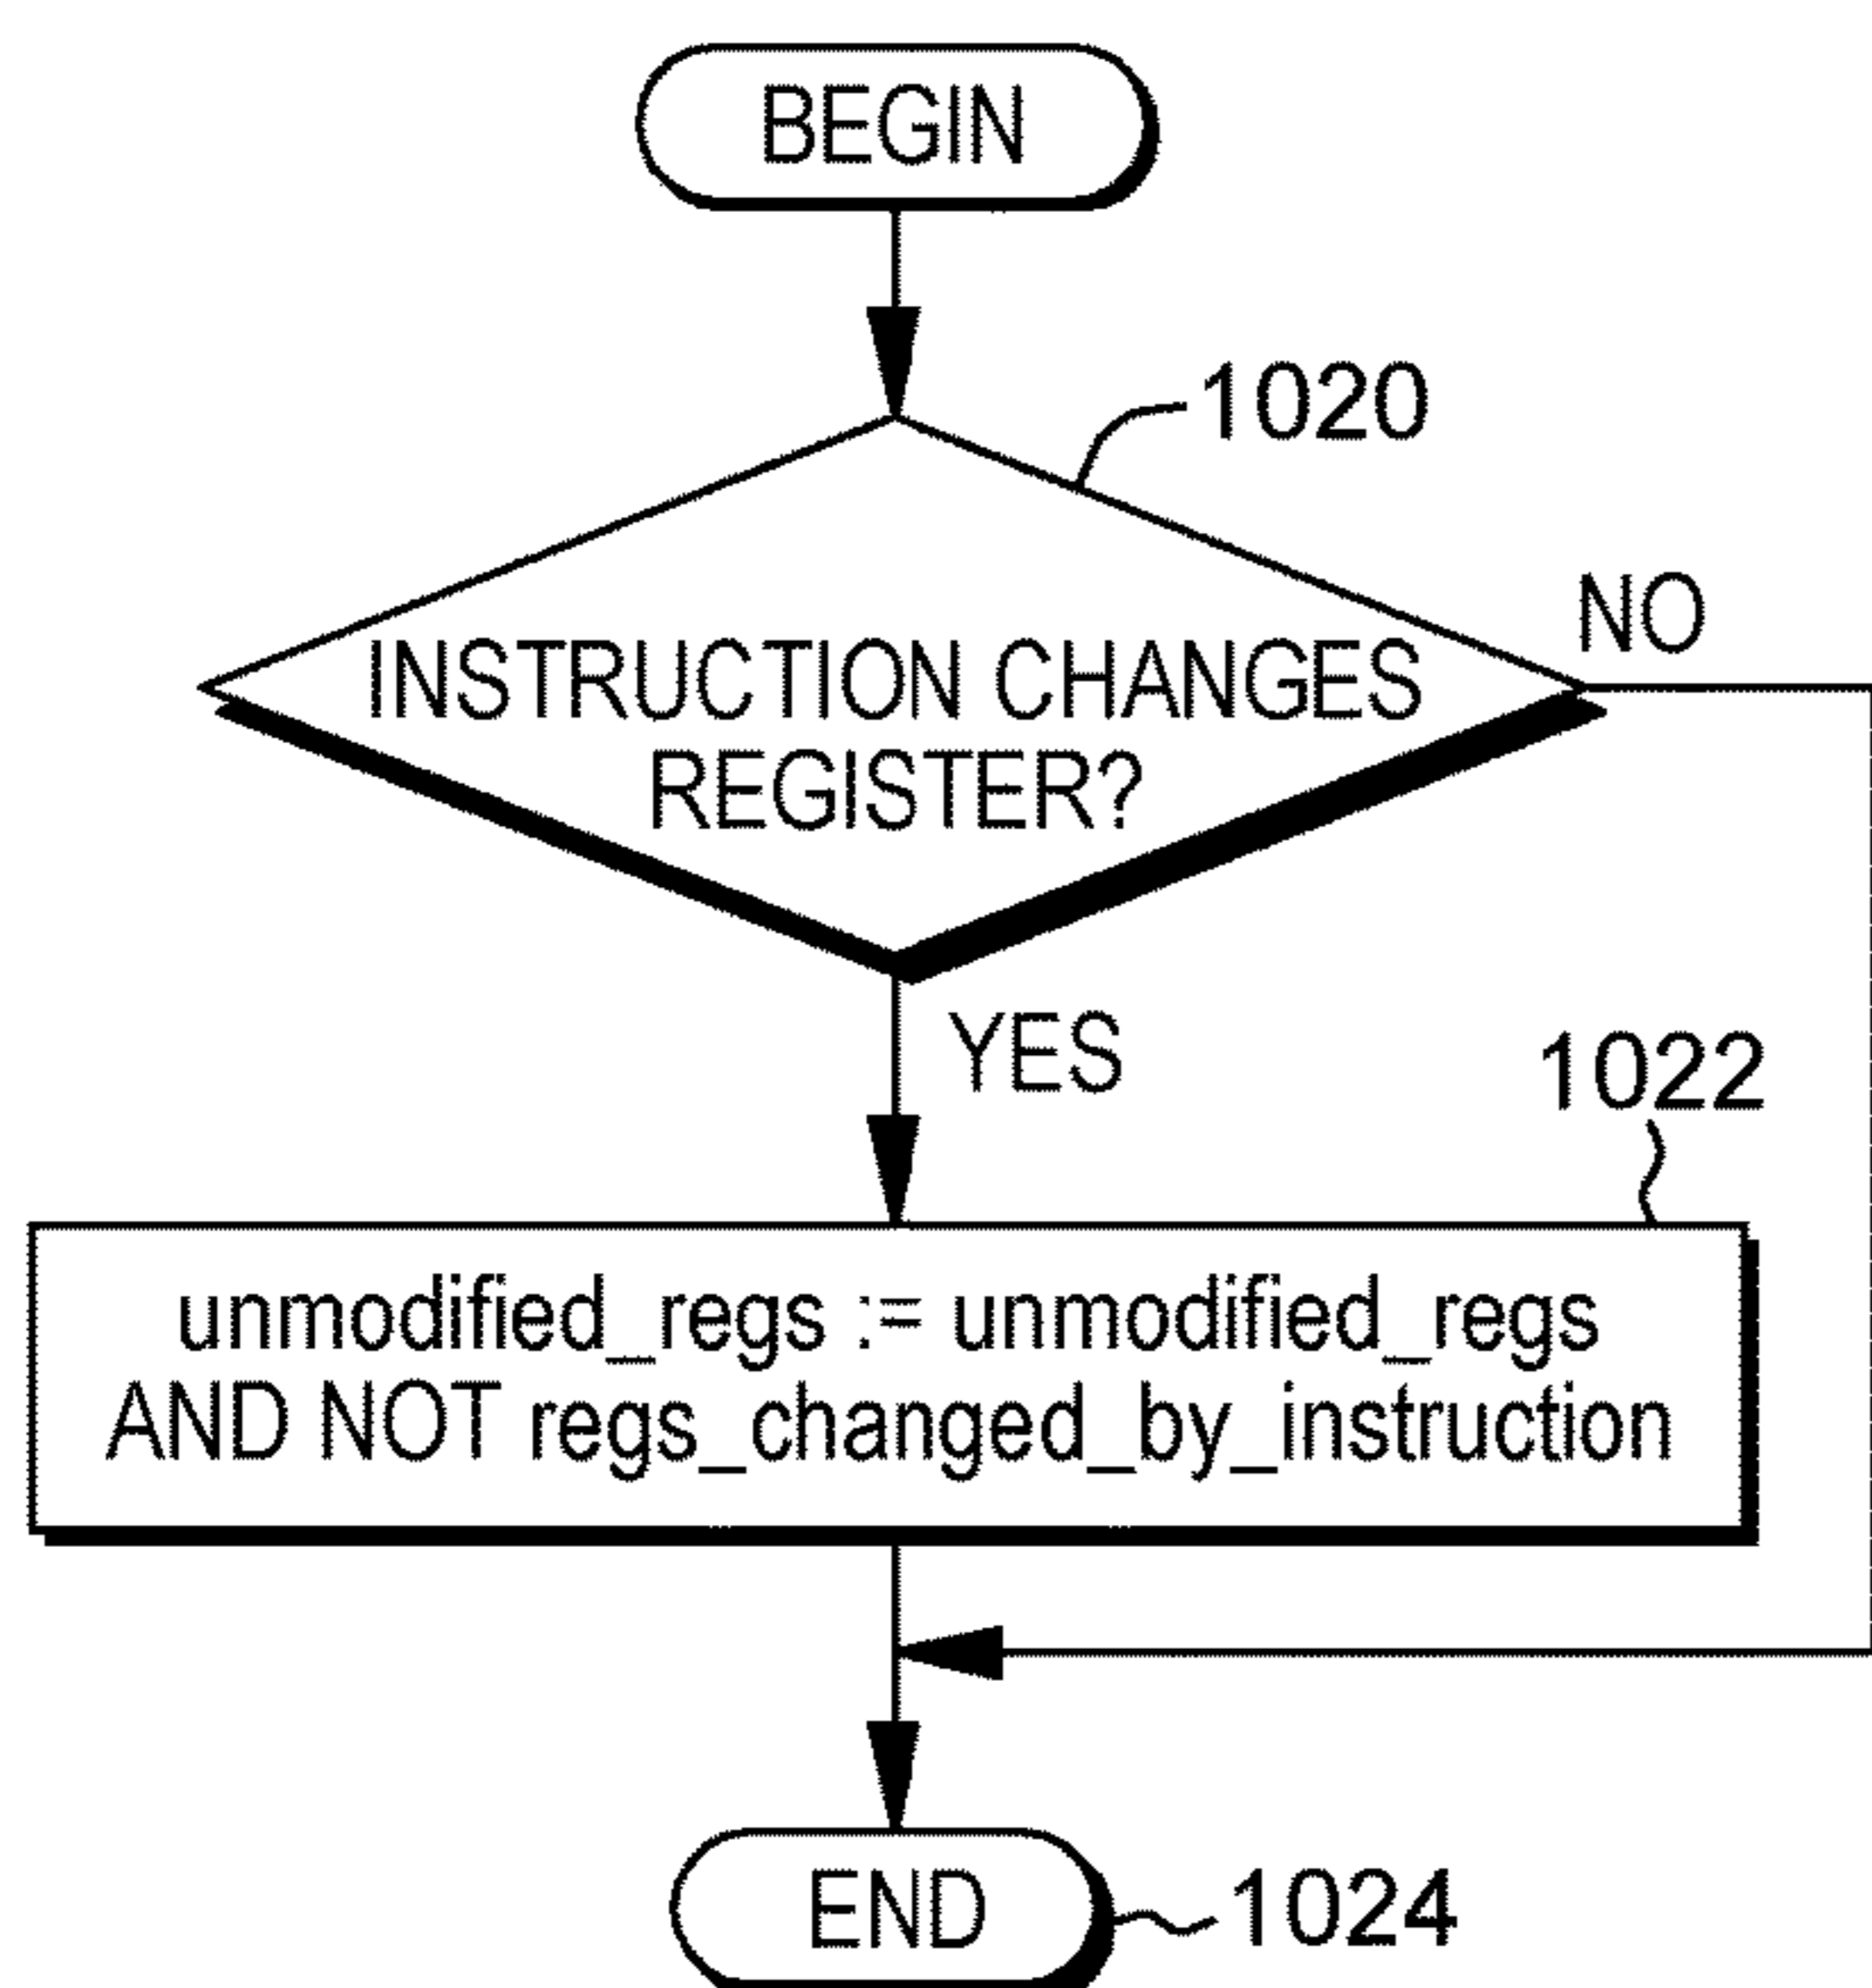 BEGIN
1020
INSTRUCTION CHANGES
REGISTER?
NO
YES
1022
unmodified_regs := unmodified_regs
AND NOT regs_changed_by_instruction
END
1024